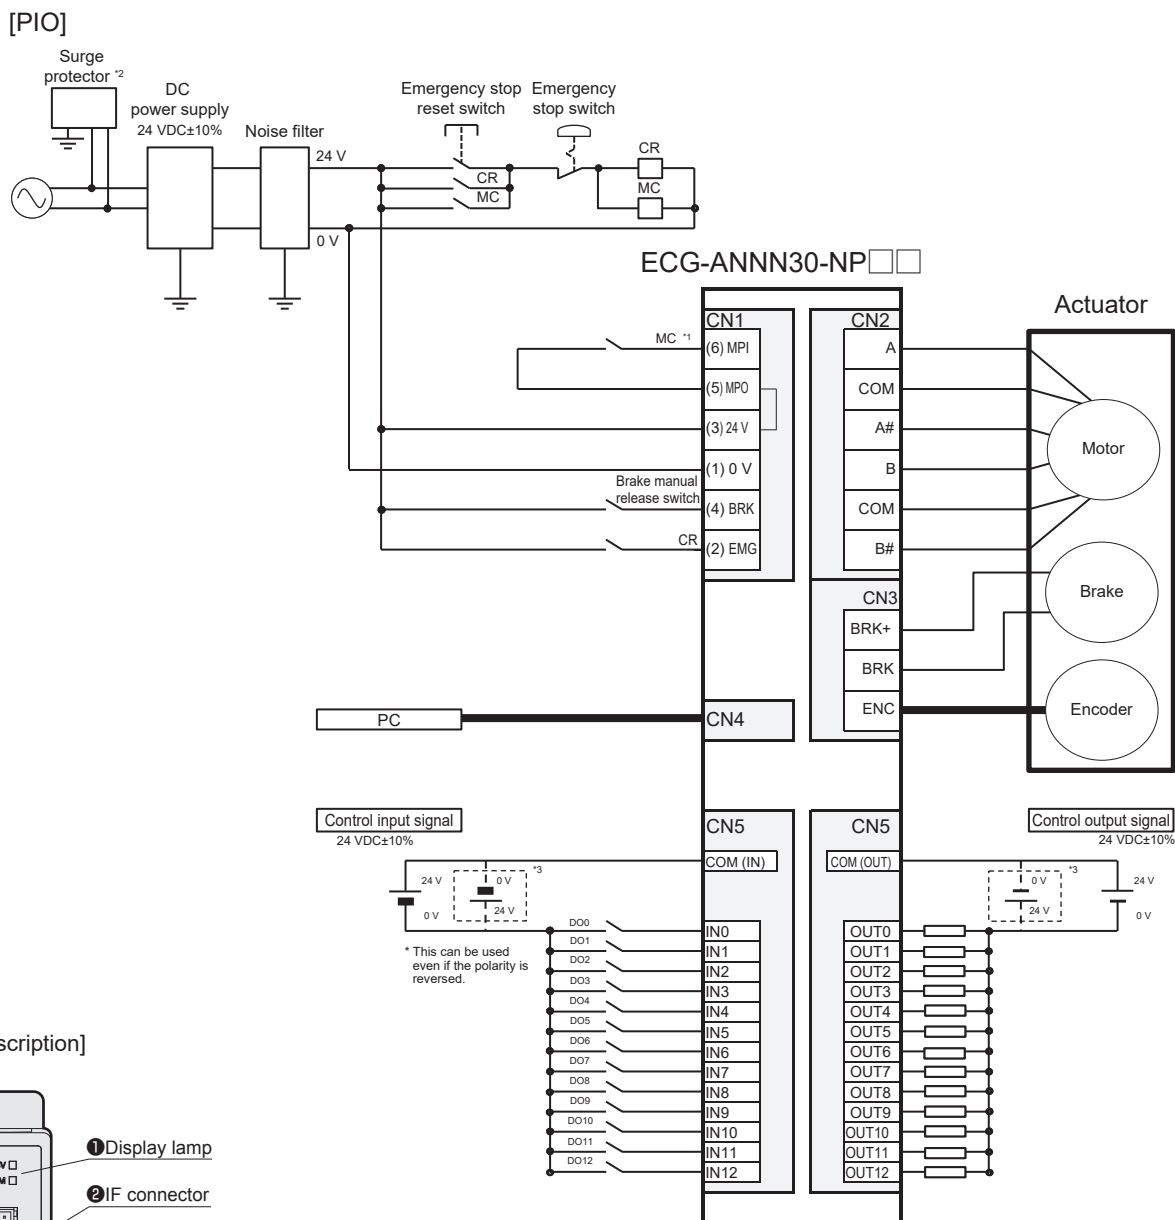 [PIO]
Surge
protector *2
DC
power supply
24 VDC±10%
Noise filter
24 V
0 V
Emergency stop
reset switch
Emergency
stop switch
CR
MC
CR
MC
ECG-ANNN30-NP□□
Actuator
CN1
MC *1
(6) MPI
(5) MPO
(3) 24 V
(1) 0 V
Brake manual
release switch
(4) BRK
CR
(2) EMG
CN2
A
COM
A#
B
COM
B#
Motor
CN3
BRK+
BRK
ENC
Brake
Encoder
PC
CN4
Control input signal
24 VDC±10%
CN5
COM (IN)
24 V
0 V
0 V
24 V
*3
* This can be used
even if the polarity is
reversed.
DO0
IN0
DO1
IN1
DO2
IN2
DO3
IN3
DO4
IN4
DO5
IN5
DO6
IN6
DO7
IN7
DO8
IN8
DO9
IN9
DO10
IN10
DO11
IN11
DO12
IN12
CN5
COM (OUT)
Control output signal
24 VDC±10%
0 V
24 V
*3
24 V
0 V
OUT0
OUT1
OUT2
OUT3
OUT4
OUT5
OUT6
OUT7
OUT8
OUT9
OUT10
OUT11
OUT12
scription]
❶Display lamp
V
M
❷IF connector